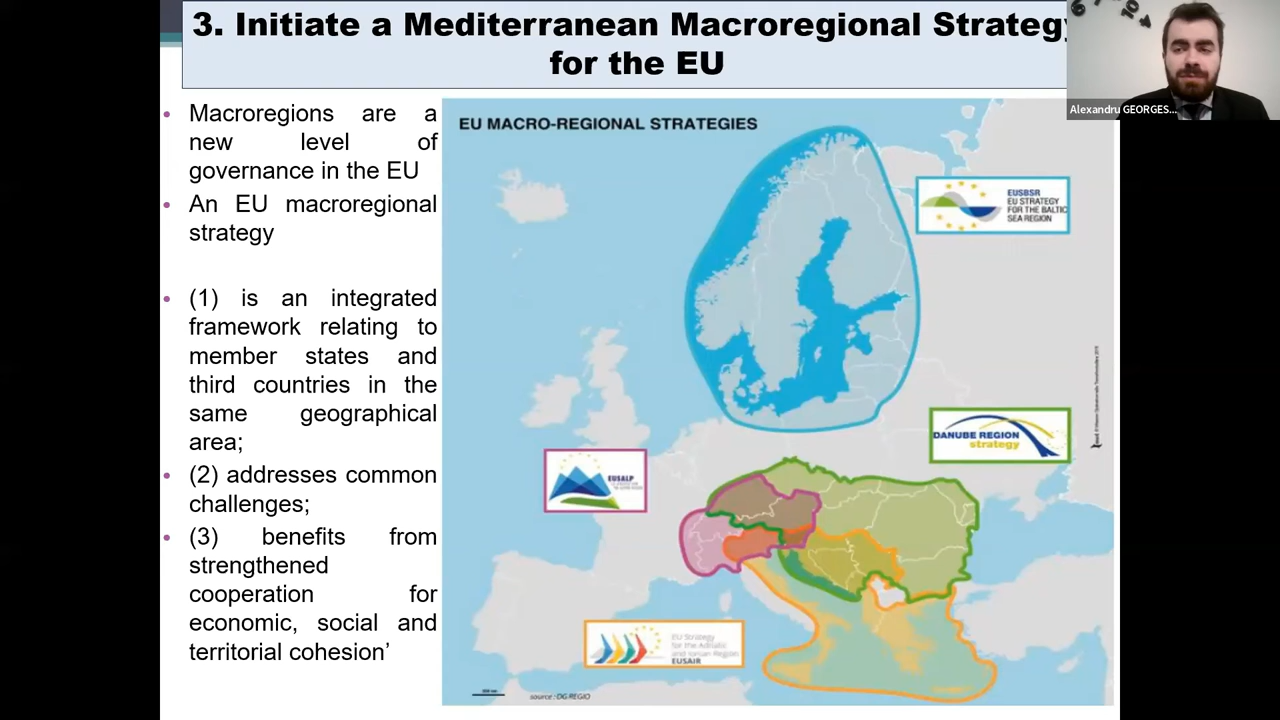 3. Initiate a Mediterranean Macroregional Strategy
for the EU
Alexandru GEORGES...
• Macroregions are a
new level of
governance in the EU
• An EU macroregional
strategy
• (1) is an integrated
framework relating to
member states and
third countries in the
same geographical
area;
• (2) addresses common
challenges;
• (3) benefits from
strengthened
cooperation for
economic, social and
territorial cohesion’
EU MACRO-REGIONAL STRATEGIES
EUSBSR
EU STRATEGY
FOR THE BALTIC
SEA REGION
DANUBE REGION
strategy
EUSALP
EU Strategy
for the Adriatic
and Ionian Region
EUSAIR
source : DG REGIO